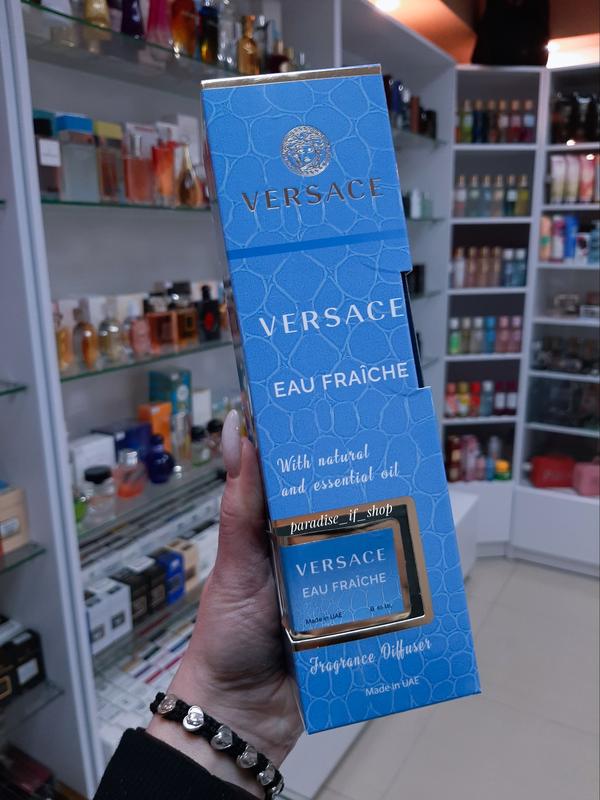 VERSACE
VERSACE
EAU FRAÎCHE
With natural
and essential oil
paradise_if_shop
VERSACE
EAU FRAÎCHE
Made in UAE
Fragrance Diffuser
Made in UAE